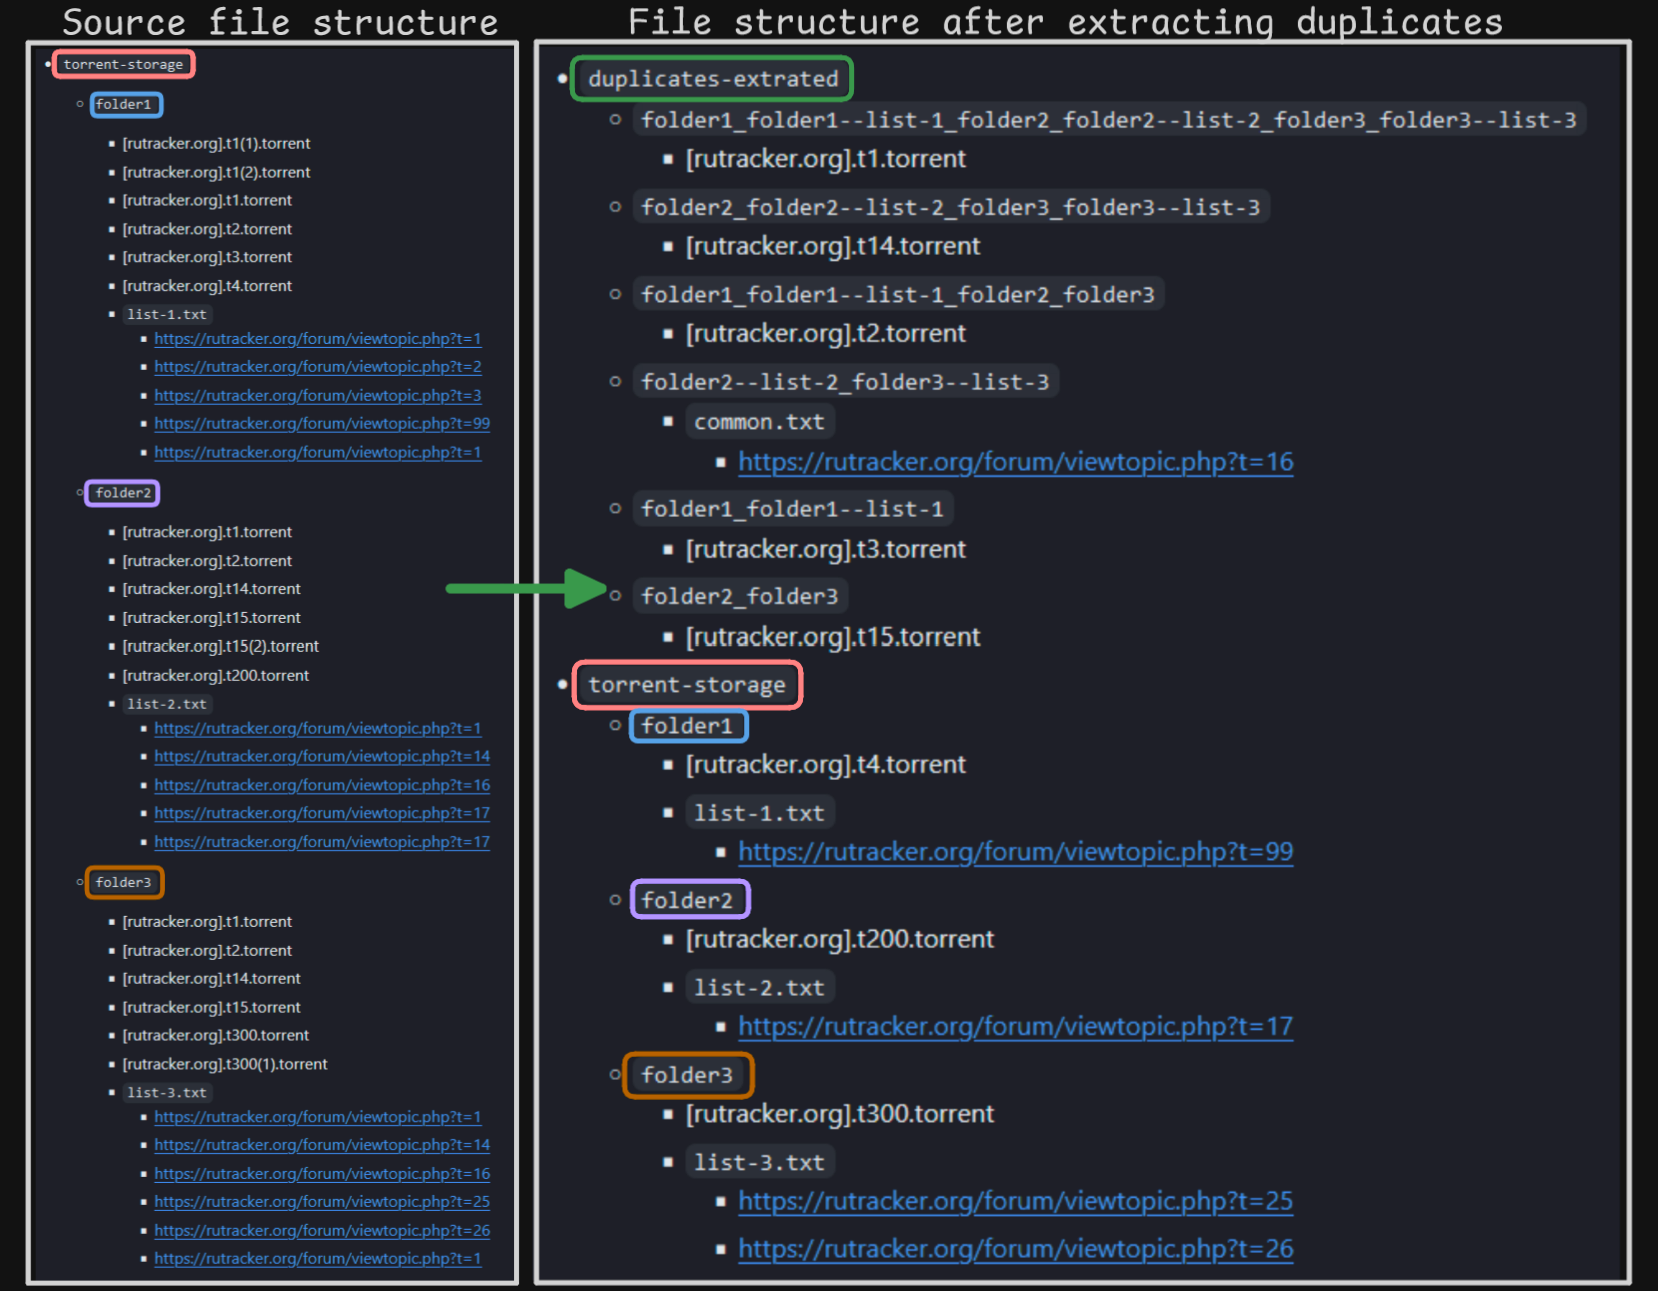 Source file structure
torrent-storage
folder1
[rutracker.org].t1(1).torrent
[rutracker.org].t1(2).torrent
[rutracker.org].t1.torrent
[rutracker.org].t2.torrent
[rutracker.org].t3.torrent
[rutracker.org].t4.torrent
list-1.txt
https://rutracker.org/forum/viewtopic.php?t=1
https://rutracker.org/forum/viewtopic.php?t=2
https://rutracker.org/forum/viewtopic.php?t=3
https://rutracker.org/forum/viewtopic.php?t=99
https://rutracker.org/forum/viewtopic.php?t=1
folder2
[rutracker.org].t1.torrent
[rutracker.org].t2.torrent
[rutracker.org].t14.torrent
[rutracker.org].t15.torrent
[rutracker.org].t15(2).torrent
[rutracker.org].t200.torrent
list-2.txt
https://rutracker.org/forum/viewtopic.php?t=1
https://rutracker.org/forum/viewtopic.php?t=14
https://rutracker.org/forum/viewtopic.php?t=16
https://rutracker.org/forum/viewtopic.php?t=17
https://rutracker.org/forum/viewtopic.php?t=17
folder3
[rutracker.org].t1.torrent
[rutracker.org].t2.torrent
[rutracker.org].t14.torrent
[rutracker.org].t15.torrent
[rutracker.org].t300.torrent
[rutracker.org].t300(1).torrent
list-3.txt
https://rutracker.org/forum/viewtopic.php?t=1
https://rutracker.org/forum/viewtopic.php?t=14
https://rutracker.org/forum/viewtopic.php?t=16
https://rutracker.org/forum/viewtopic.php?t=25
https://rutracker.org/forum/viewtopic.php?t=26
https://rutracker.org/forum/viewtopic.php?t=1
File structure after extracting duplicates
duplicates-extrated
folder1_folder1--list-1_folder2_folder2--list-2_folder3_folder3--list-3
[rutracker.org].t1.torrent
folder2_folder2--list-2_folder3_folder3--list-3
[rutracker.org].t14.torrent
folder1_folder1--list-1_folder2_folder3
[rutracker.org].t2.torrent
folder2--list-2_folder3--list-3
common.txt
https://rutracker.org/forum/viewtopic.php?t=16
folder1_folder1--list-1
[rutracker.org].t3.torrent
folder2_folder3
[rutracker.org].t15.torrent
torrent-storage
folder1
[rutracker.org].t4.torrent
list-1.txt
https://rutracker.org/forum/viewtopic.php?t=99
folder2
[rutracker.org].t200.torrent
list-2.txt
https://rutracker.org/forum/viewtopic.php?t=17
folder3
[rutracker.org].t300.torrent
list-3.txt
https://rutracker.org/forum/viewtopic.php?t=25
https://rutracker.org/forum/viewtopic.php?t=26